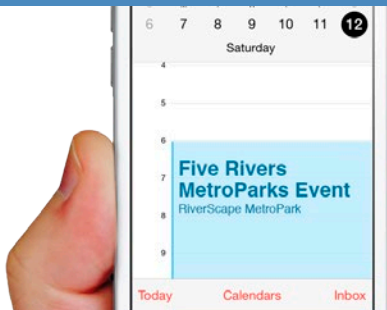 6 7 8 9 10 11 12
Saturday
4
5
6
7
8
9
Five Rivers
MetroParks Event
RiverScape MetroPark
Today Calendars Inbox